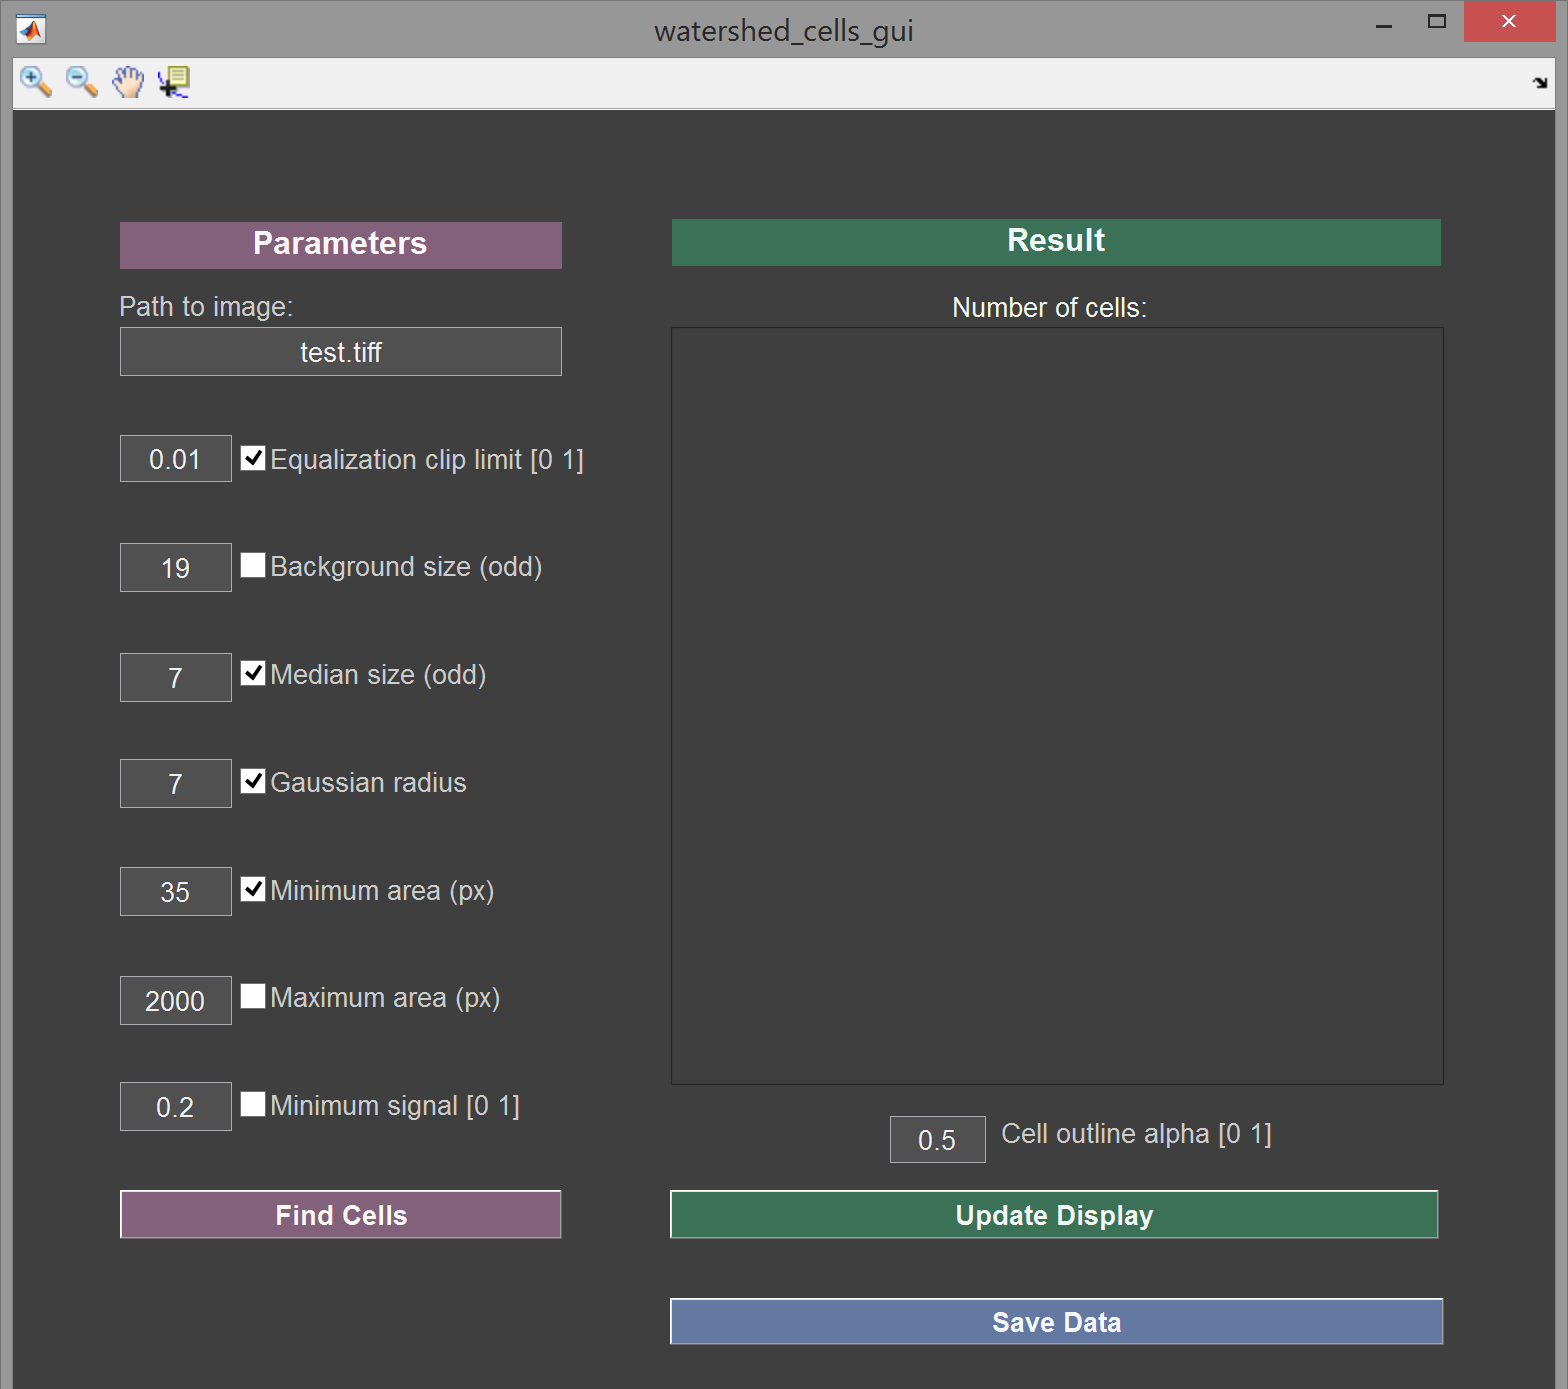 watershed_cells_gui
Parameters
Path to image:
test.tiff
0.01 Equalization clip limit [0 1]
19 Background size (odd)
7 Median size (odd)
7 Gaussian radius
35 Minimum area (px)
2000 Maximum area (px)
0.2 Minimum signal [0 1]
Find Cells
Result
Number of cells:
0.5 Cell outline alpha [0 1]
Update Display
Save Data